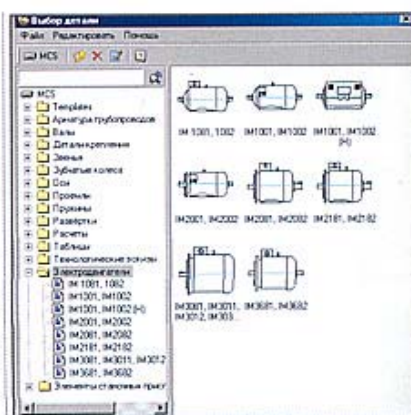 Выбор детали
Файл Редактировать Помощь
MCS
MCS
Templates
Арматура трубопроводов
Валы
Детали крепления
Звенья
Зубчатые колеса
Оси
Профили
Пружины
Развертки
Расчеты
Таблицы
Технологические эскизы
Электродвигатели
IM 1081, 1082
IM1001, IM1002
IM1001, IM1002 (Н)
IM2001, IM2002
IM2081, IM2082
IM2181, IM2182
IM3081, IM3011, IM3012
IM3681, IM3682
Элементы станочных присп
IM 1081, 1082
IM1001, IM1002
IM1001, IM1002 (Н)
IM2001, IM2002
IM2081, IM2082
IM2181, IM2182
IM3081, IM3011,
IM3012, IM303...
IM3681, IM3682